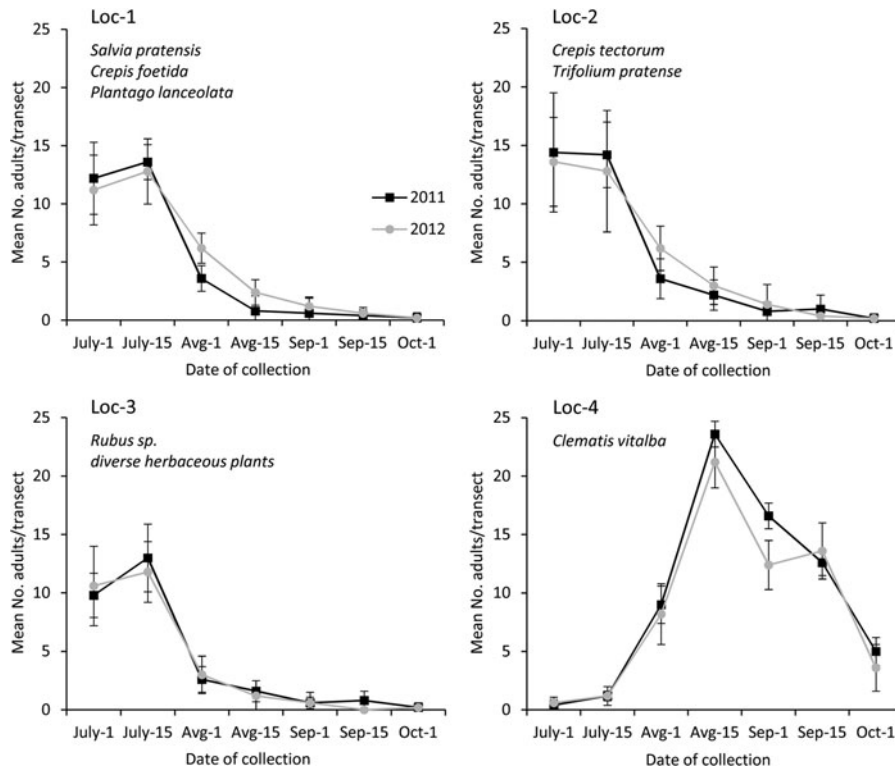 Loc-1
Salvia pratensis
Crepis foetida
Plantago lanceolata
25
20
15
10
5
0
Mean No. adults/transect
2011
2012
July-1 July-15 Avg-1 Avg-15 Sep-1 Sep-15 Oct-1
Date of collection
Loc-2
Crepis tectorum
Trifolium pratense
25
20
15
10
5
0
Mean No. adults/transect
July-1 July-15 Avg-1 Avg-15 Sep-1 Sep-15 Oct-1
Date of collection
Loc-3
Rubus sp.
diverse herbaceous plants
25
20
15
10
5
0
Mean No. adults/transect
July-1 July-15 Avg-1 Avg-15 Sep-1 Sep-15 Oct-1
Date of collection
Loc-4
Clematis vitalba
25
20
15
10
5
0
Mean No. adults/transect
July-1 July-15 Avg-1 Avg-15 Sep-1 Sep-15 Oct-1
Date of collection